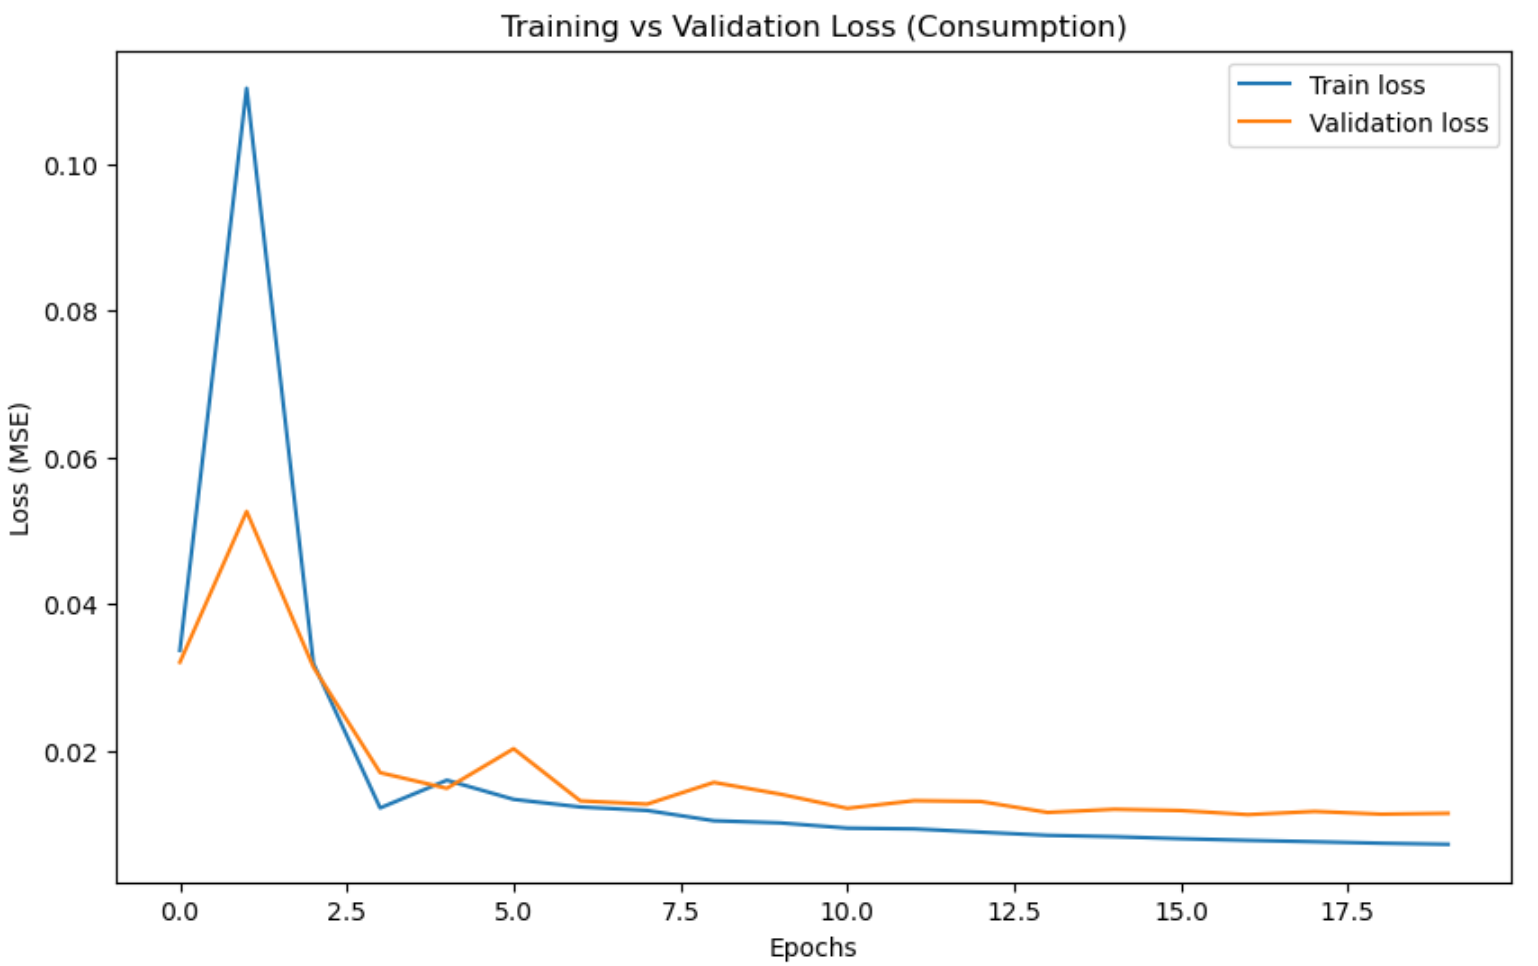 Training vs Validation Loss (Consumption)
Train loss
Validation loss
0.10
0.08
0.06
0.04
0.02
Loss (MSE)
0.0 2.5 5.0 7.5 10.0 12.5 15.0 17.5
Epochs